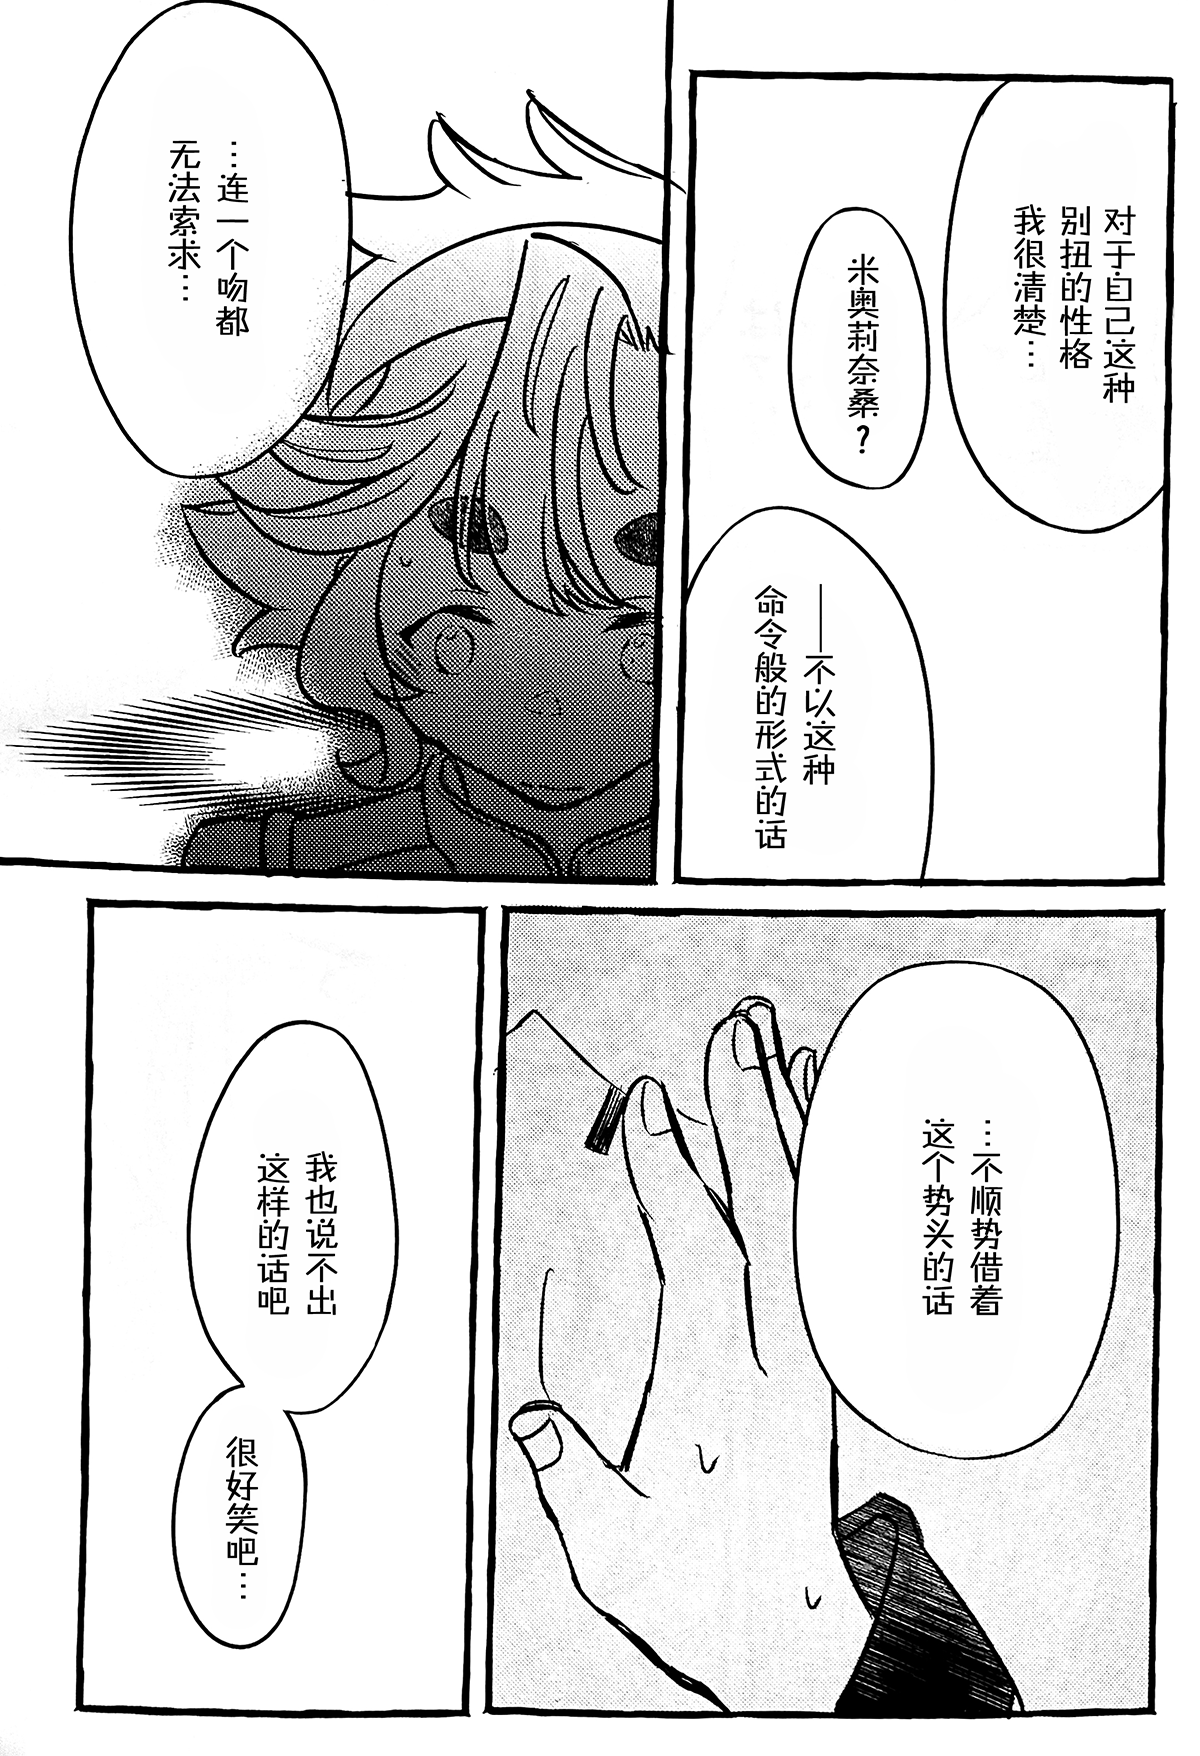 对于自己这种
别扭的性格
我很清楚…
米奥莉奈桑？
——不以这种
命令般的形式的话
…连一个吻都
无法索求…
…不顺势借着
这个势头的话
我也说不出
这样的话吧
很好笑吧…